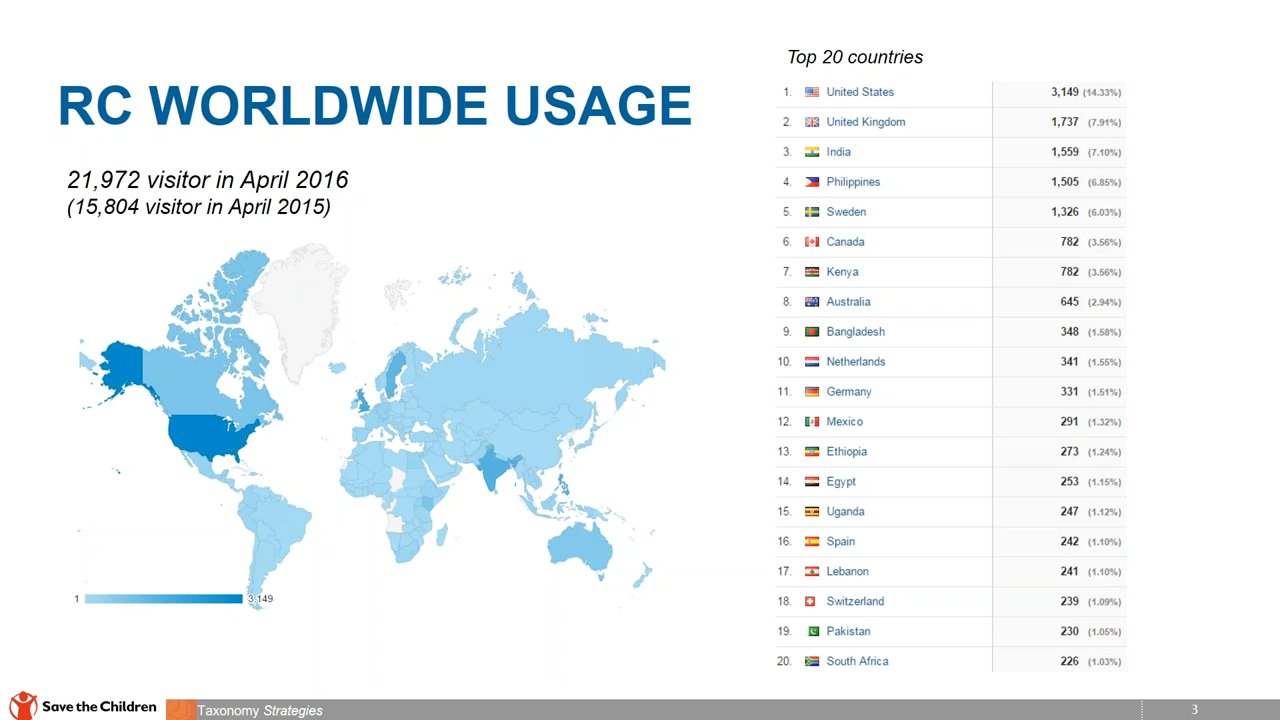 RC WORLDWIDE USAGE
21,972 visitor in April 2016
(15,804 visitor in April 2015)
1
3,149
Top 20 countries
1. United States 3,149 (14.33%)
2. United Kingdom 1,737 (7.91%)
3. India 1,559 (7.10%)
4. Philippines 1,505 (6.85%)
5. Sweden 1,326 (6.03%)
6. Canada 782 (3.56%)
7. Kenya 782 (3.56%)
8. Australia 645 (2.94%)
9. Bangladesh 348 (1.58%)
10. Netherlands 341 (1.55%)
11. Germany 331 (1.51%)
12. Mexico 291 (1.32%)
13. Ethiopia 273 (1.24%)
14. Egypt 253 (1.15%)
15. Uganda 247 (1.12%)
16. Spain 242 (1.10%)
17. Lebanon 241 (1.10%)
18. Switzerland 239 (1.09%)
19. Pakistan 230 (1.05%)
20. South Africa 226 (1.03%)
Save the Children
Taxonomy Strategies
3